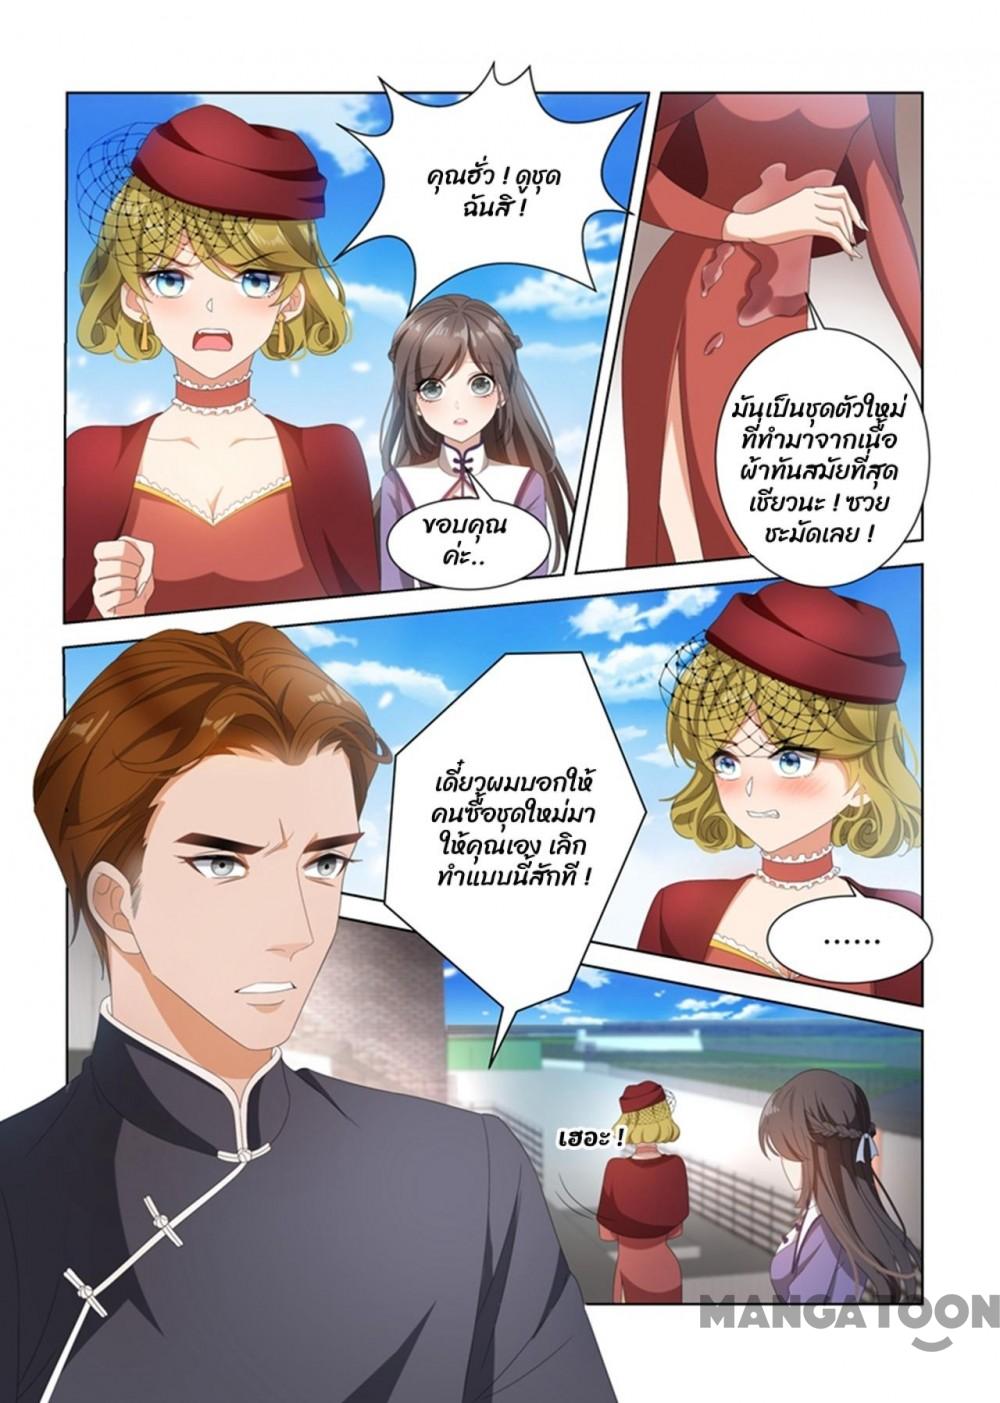 คุณฮั่ว ! ดูชุด
ฉันสิ !
ขอบคุณ
ค่ะ..
มันเป็นชุดตัวใหม่
ที่ทำมาจากเนื้อ
ผ้าทันสมัยที่สุด
เชียวนะ ! ซวย
ชะมัดเลย !
เดี๋ยวผมบอกให้
คนซื้อชุดใหม่มา
ให้คุณเอง เลิก
ทำแบบนี้สักที !
......
เฮอะ !
MANGATOON